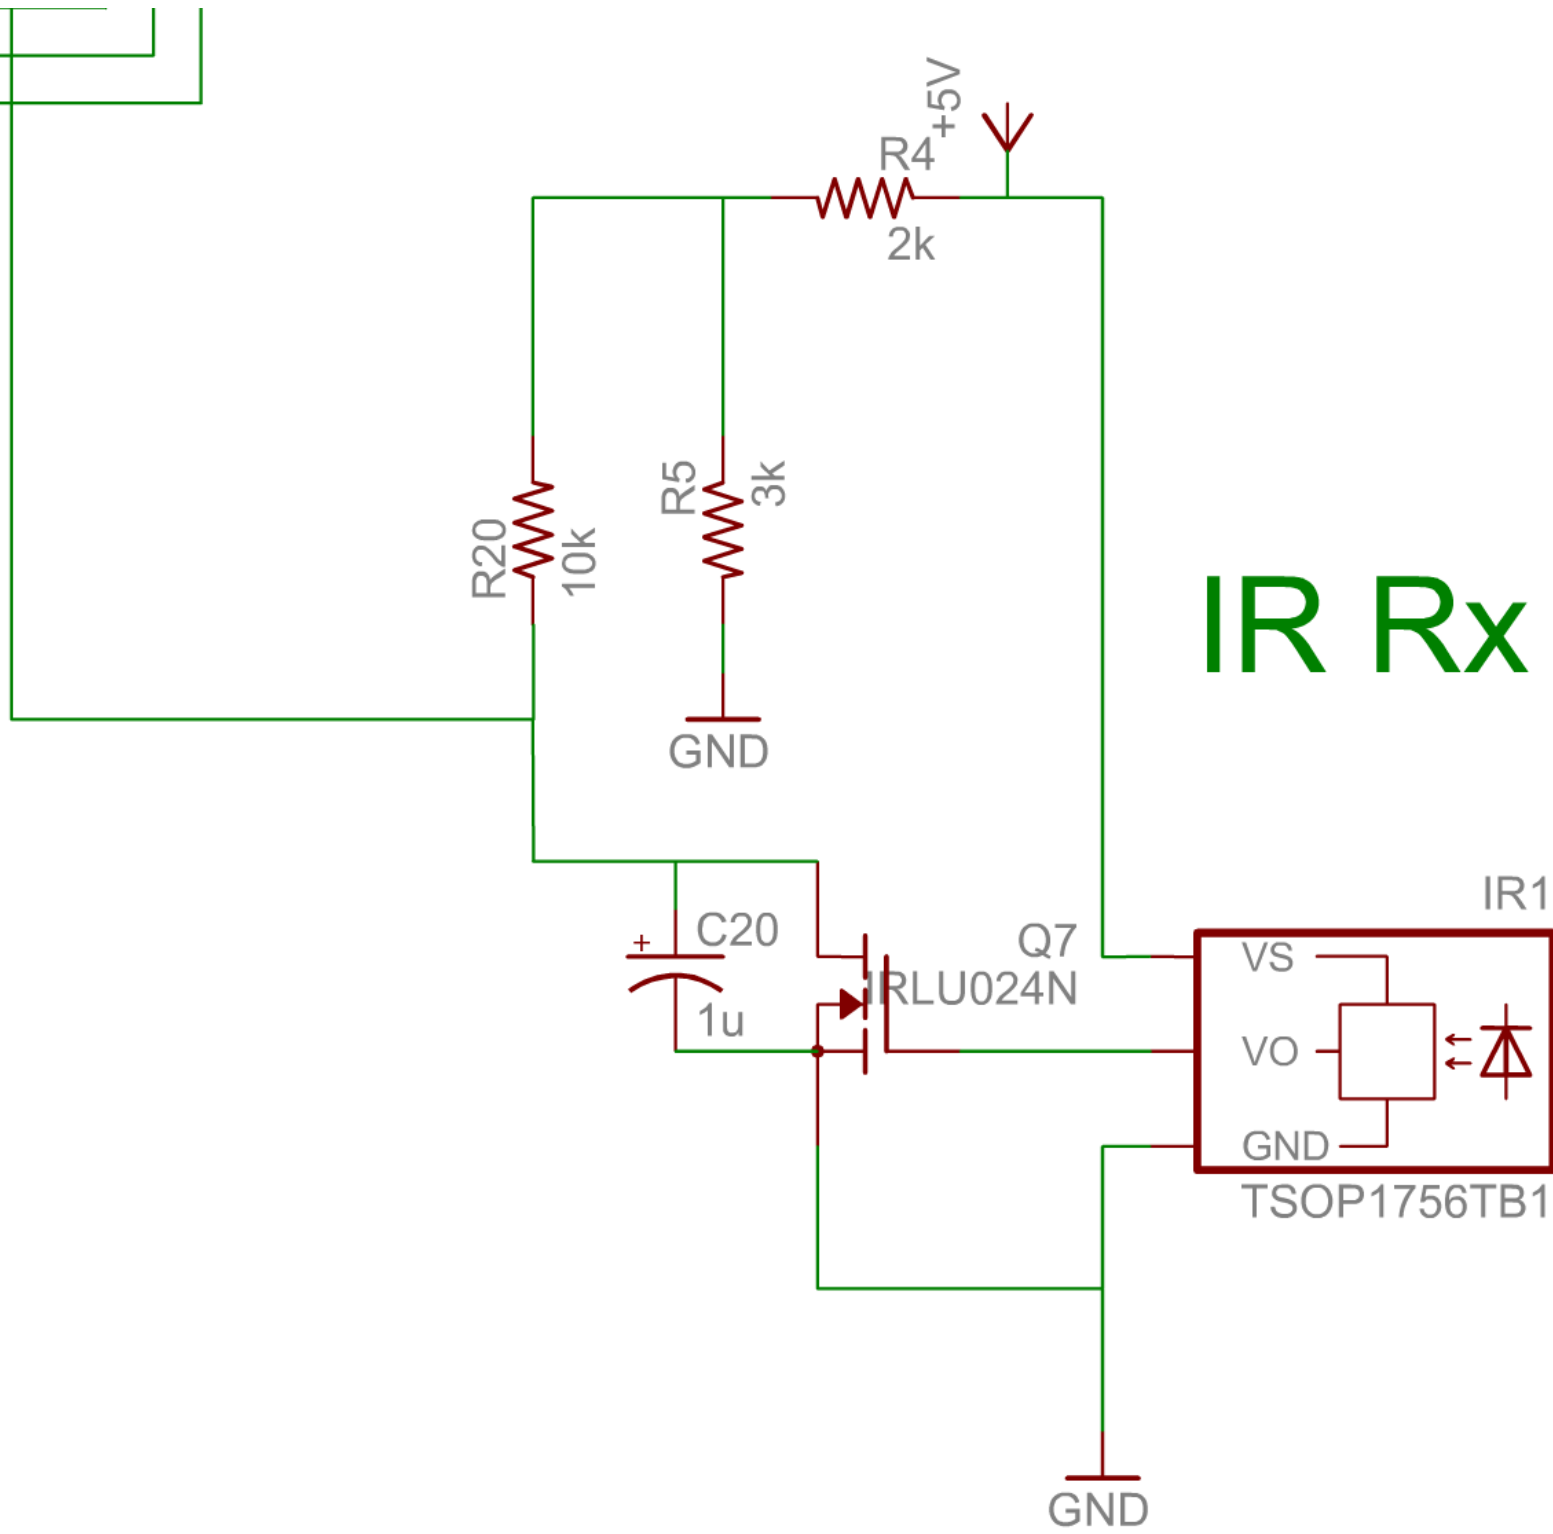 +5V
R4
2k
R20
10k
R5
3k
IR Rx
GND
IR1
C20
+
1u
Q7
IRLU024N
VS
VO
GND
TSOP1756TB1
GND